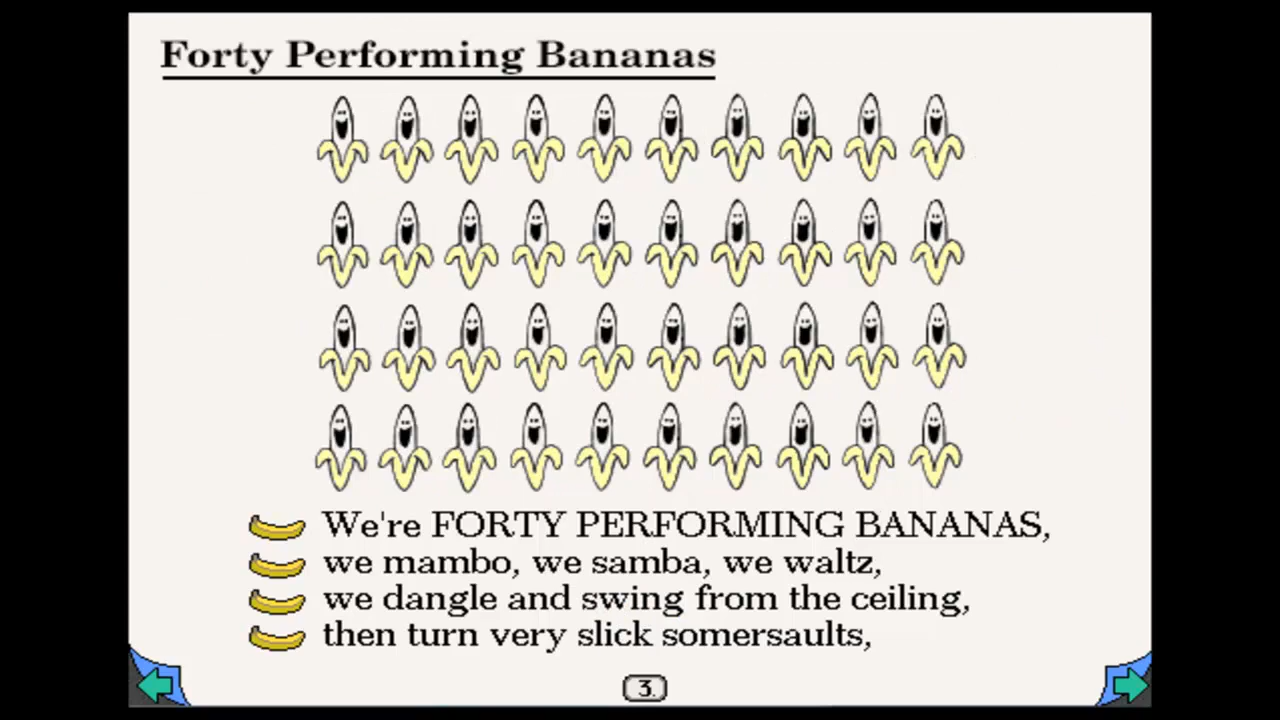 Forty Performing Bananas
We're FORTY PERFORMING BANANAS,
we mambo, we samba, we waltz,
we dangle and swing from the ceiling,
then turn very slick somersaults,
3.